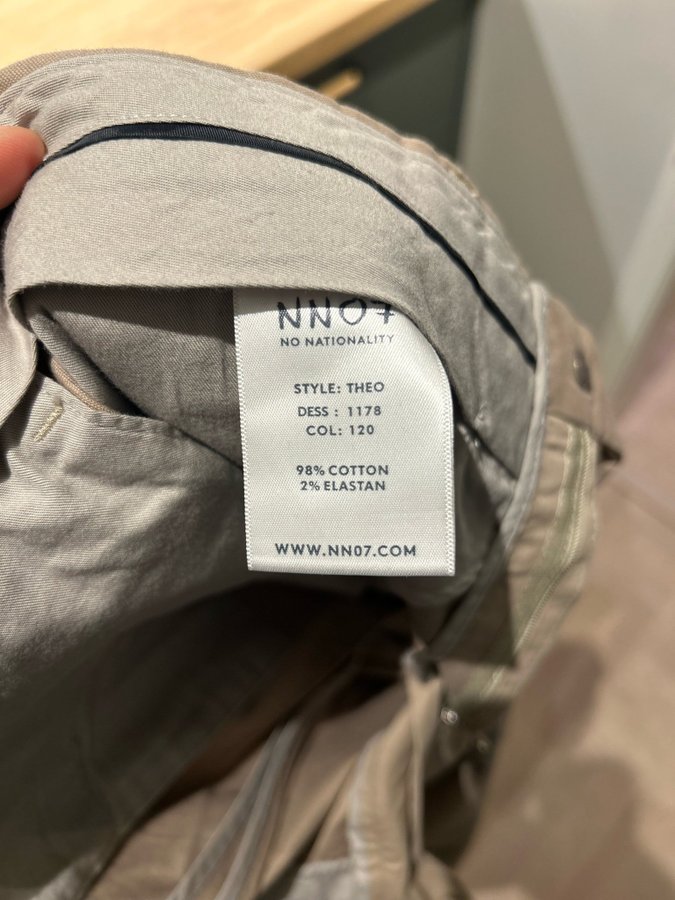 NN07
NO NATIONALITY
STYLE: THEO
DESS : 1178
COL: 120
98% COTTON
2% ELASTAN
WWW.NN07.COM